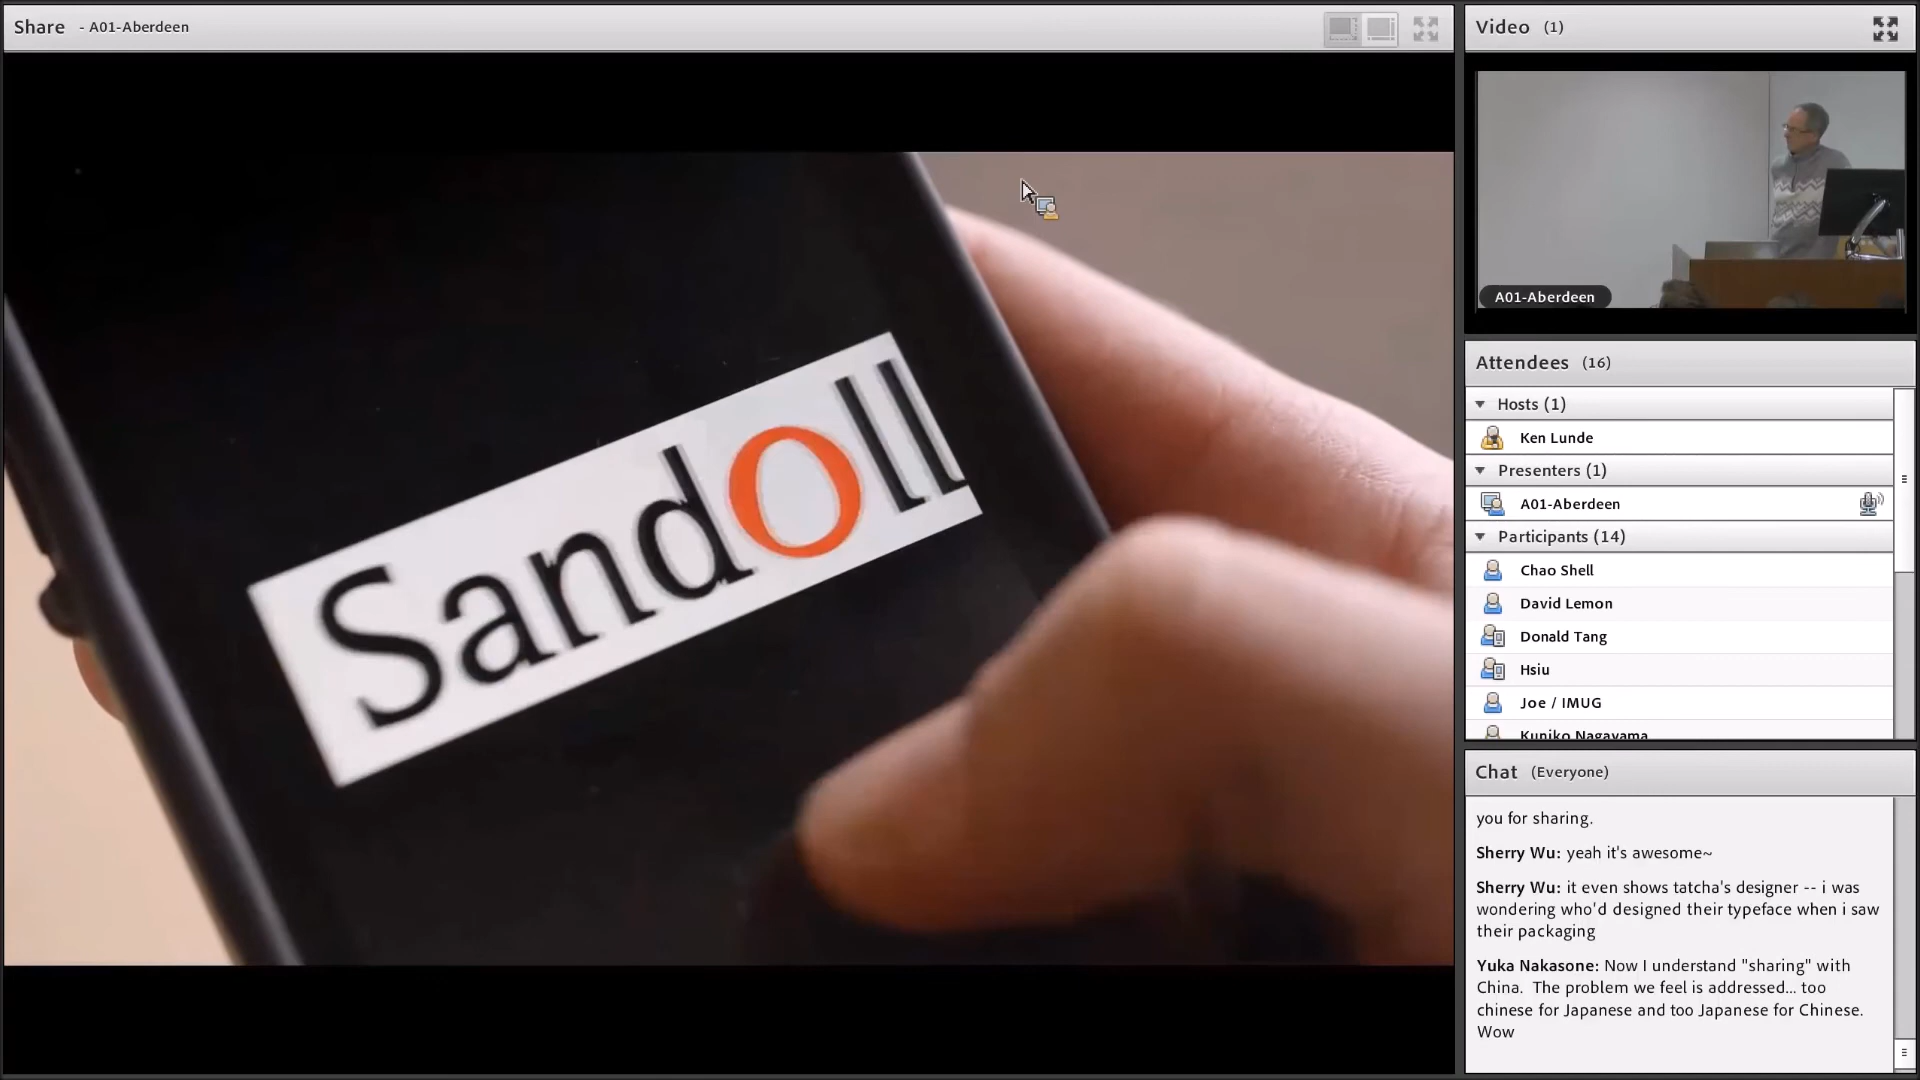 Share - A01-Aberdeen
Sandoll
Video (1)
A01-Aberdeen
Attendees (16)
Hosts (1)
Ken Lunde
Presenters (1)
A01-Aberdeen
Participants (14)
Chao Shell
David Lemon
Donald Tang
Hsiu
Joe / IMUG
Kuniko Nagayama
Chat (Everyone)
you for sharing.
Sherry Wu: yeah it's awesome~
Sherry Wu: it even shows tatcha's designer -- i was
wondering who'd designed their typeface when i saw
their packaging
Yuka Nakasone: Now I understand "sharing" with
China. The problem we feel is addressed... too
chinese for Japanese and too Japanese for Chinese.
Wow